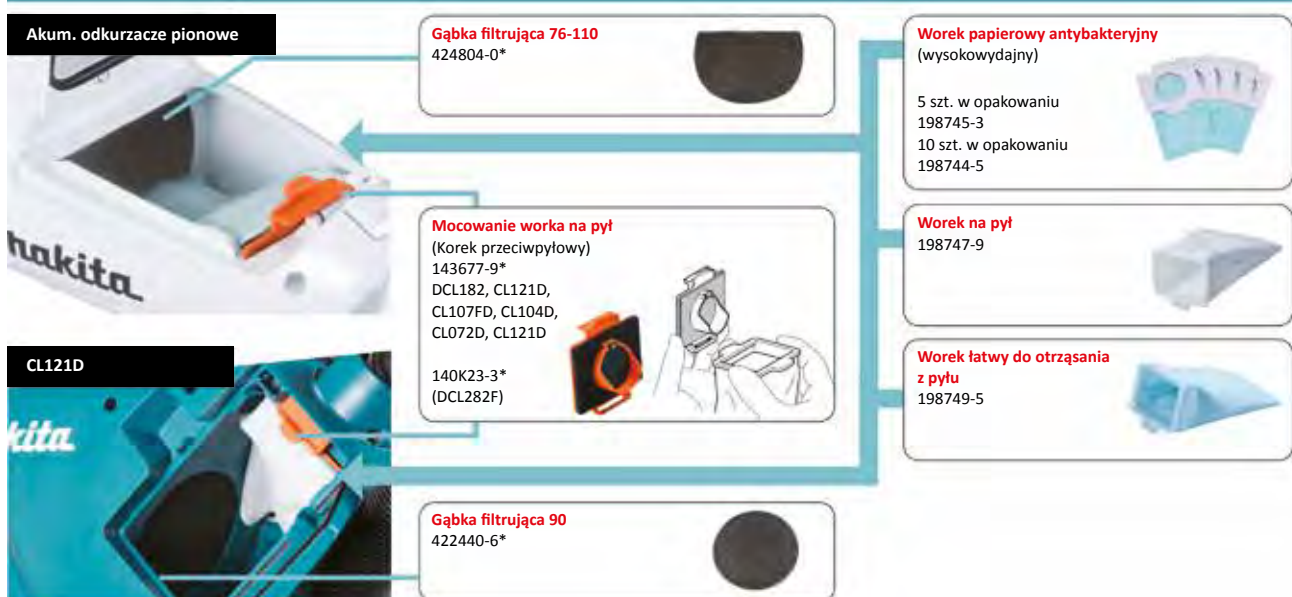 Akum. odkurzacze pionowe
makita
Gąbka filtrująca 76-110
424804-0*
Mocowanie worka na pył
(Korek przeciwpyłowy)
143677-9*
DCL182, CL121D,
CL107FD, CL104D,
CL072D, CL121D
140K23-3*
(DCL282F)
CL121D
kita
Gąbka filtrująca 90
422440-6*
Worek papierowy antybakteryjny
(wysokowydajny)
5 szt. w opakowaniu
198745-3
10 szt. w opakowaniu
198744-5
Worek na pył
198747-9
Worek łatwy do otrząsania
z pyłu
198749-5